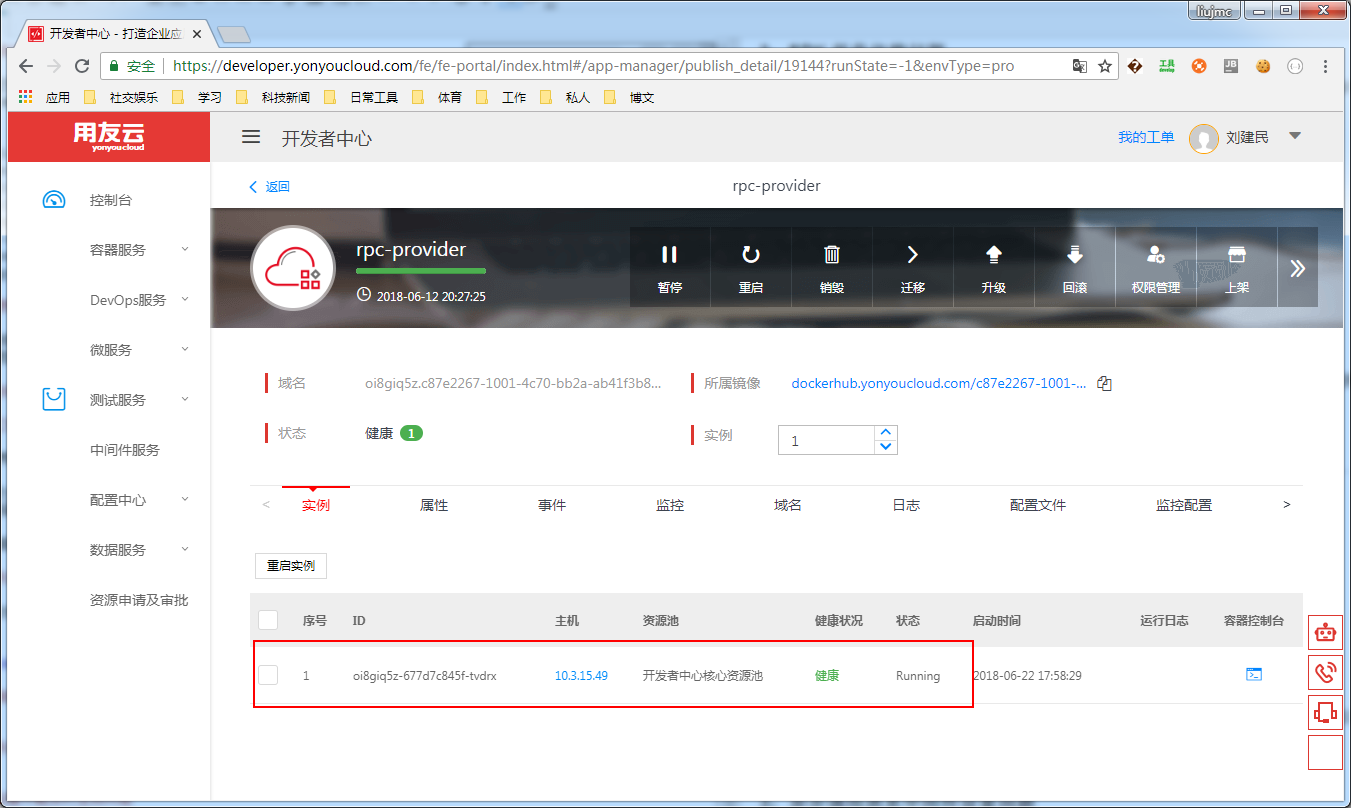 liujmc
开发者中心 - 打造企业应
安全 https://developer.yonyoucloud.com/fe/fe-portal/index.html#/app-manager/publish_detail/19144?runState=-1&envType=pro
应用 社交娱乐 学习 科技新闻 日常工具 体育 工作 私人 博文
用友云
yonyoucloud
开发者中心 我的工单 刘建民
控制台
容器服务
DevOps服务
微服务
测试服务
中间件服务
配置中心
数据服务
资源申请及审批
返回 rpc-provider
rpc-provider
2018-06-12 20:27:25
暂停 重启 销毁 迁移 升级 回滚 权限管理 上架
域名 oi8giq5z.c87e2267-1001-4c70-bb2a-ab41f3b8... 所属镜像 dockerhub.yonyoucloud.com/c87e2267-1001-...
状态 健康 1 实例 1
< 实例 属性 事件 监控 域名 日志 配置文件 监控配置 >
重启实例
序号 ID 主机 资源池 健康状况 状态 启动时间 运行日志 容器控制台
1 oi8giq5z-677d7c845f-tvdrx 10.3.15.49 开发者中心核心资源池 健康 Running 2018-06-22 17:58:29